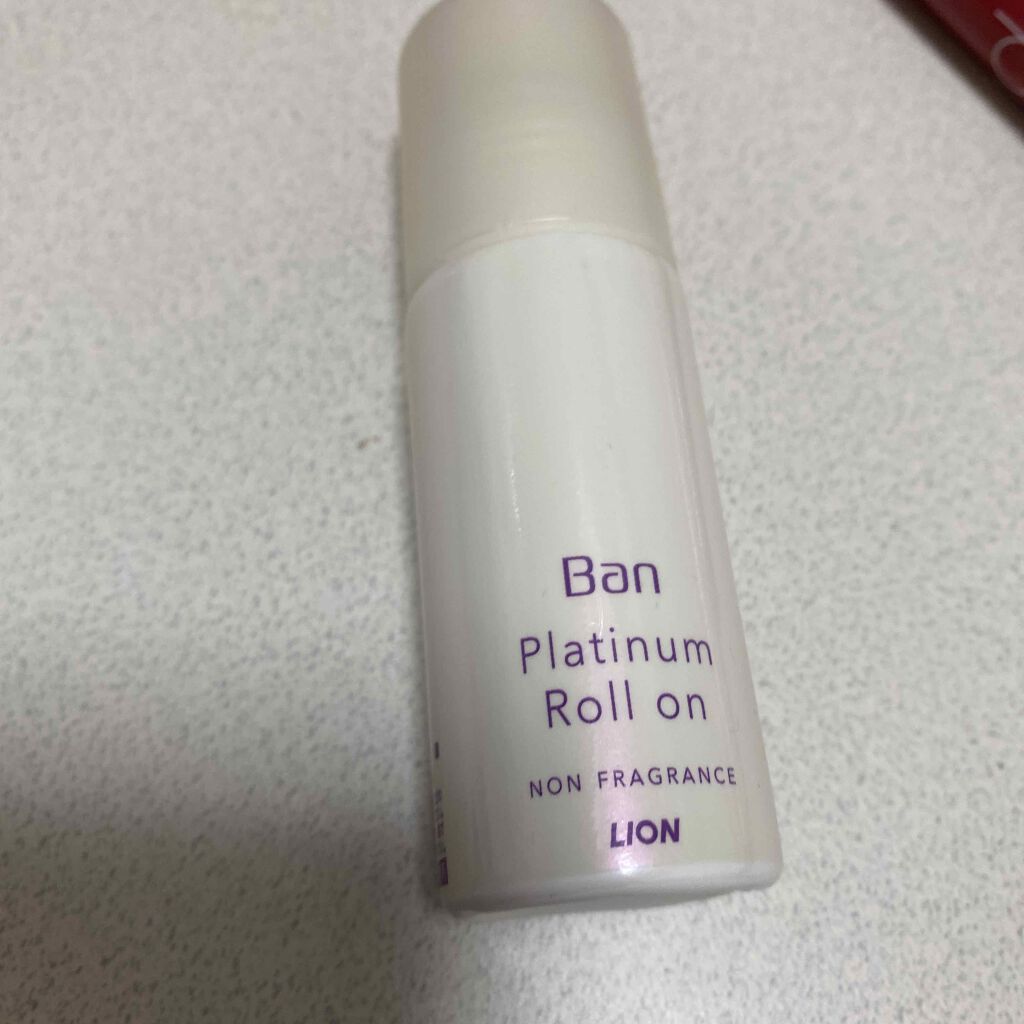 Ban
Platinum
Roll on
NON FRAGRANCE
LION